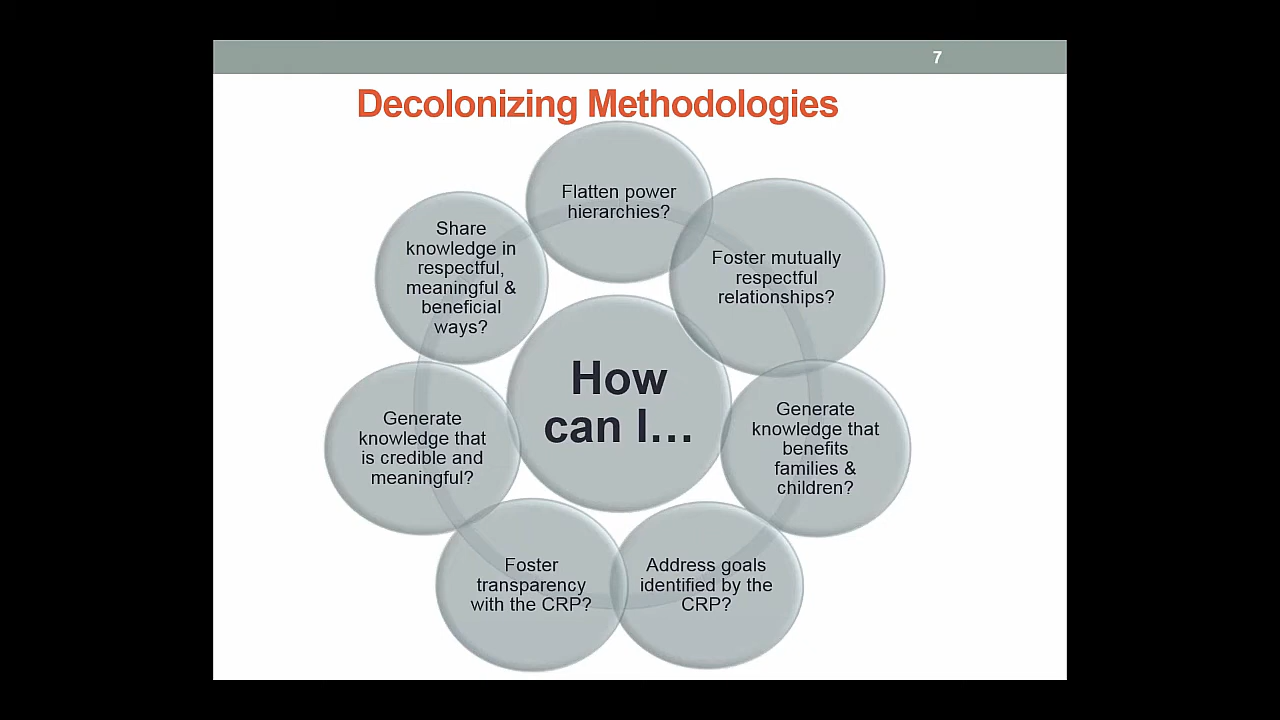 7
Decolonizing Methodologies
Flatten power
hierarchies?
Foster mutually
respectful
relationships?
Generate
knowledge that
benefits
families &
children?
Address goals
identified by the
CRP?
Foster
transparency
with the CRP?
Generate
knowledge that
is credible and
meaningful?
Share
knowledge in
respectful,
meaningful &
beneficial
ways?
How
can I…